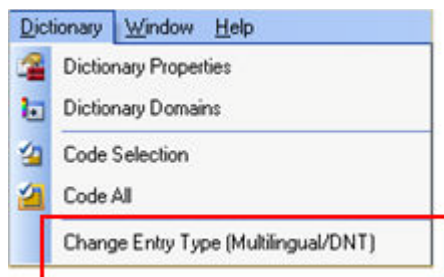 Dictionary Window Help
Dictionary Properties
Dictionary Domains
Code Selection
Code All
Change Entry Type (Multilingual/DNT)